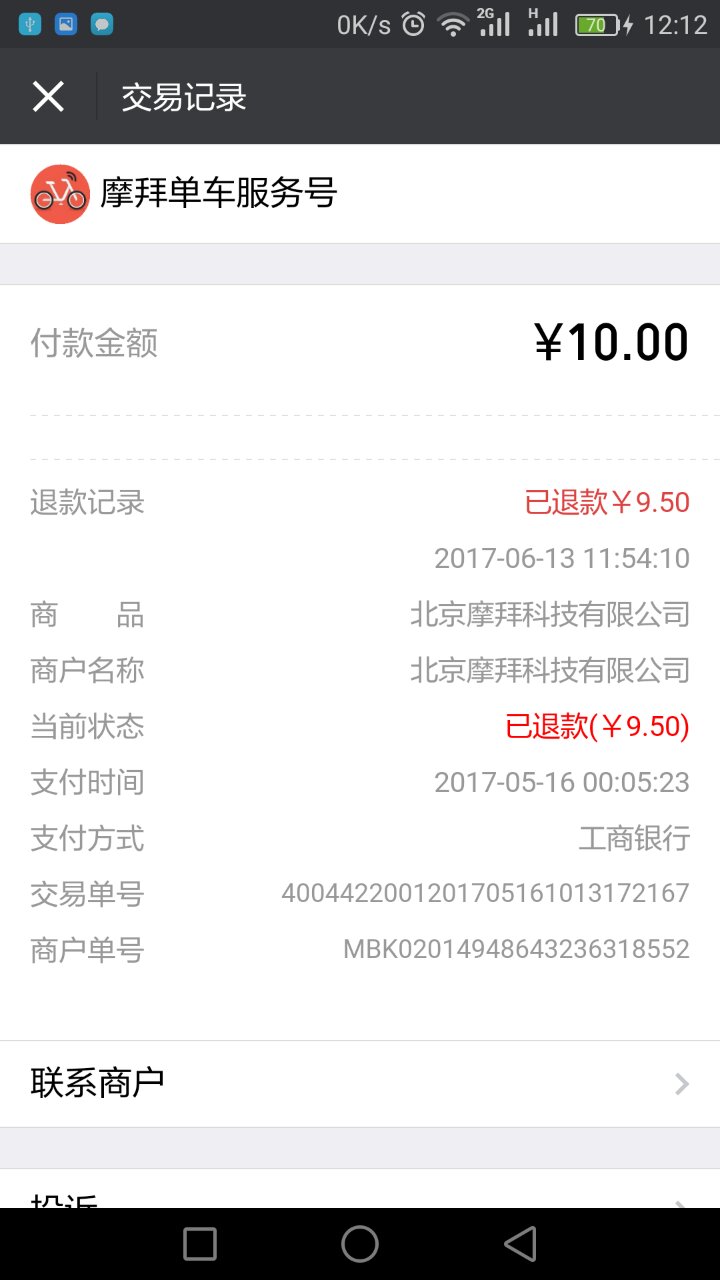 0K/s 2G H 70 12:12
交易记录
摩拜单车服务号
付款金额 ¥10.00
退款记录 已退款￥9.50
2017-06-13 11:54:10
商 品 北京摩拜科技有限公司
商户名称 北京摩拜科技有限公司
当前状态 已退款(￥9.50)
支付时间 2017-05-16 00:05:23
支付方式 工商银行
交易单号 4004422001201705161013172167
商户单号 MBK02014948643236318552
联系商户
投诉